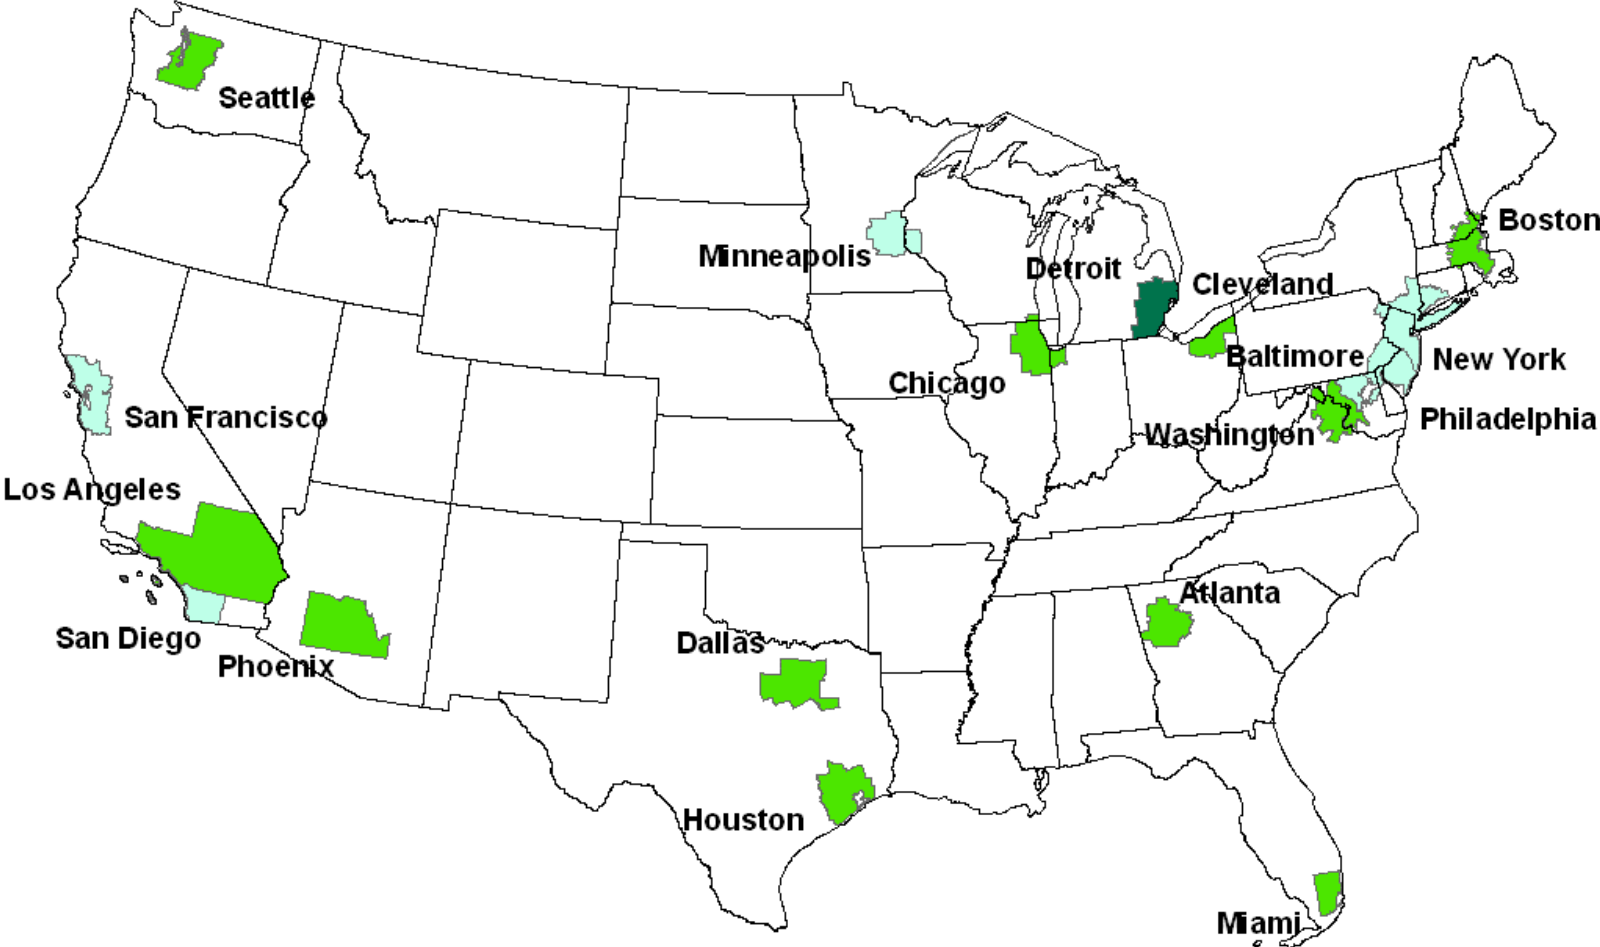 Seattle
Boston
Minneapolis
Detroit
Cleveland
Baltimore
New York
Chicago
San Francisco
Philadelphia
Washington
Los Angeles
Atlanta
San Diego
Dallas
Phoenix
Houston
Miami